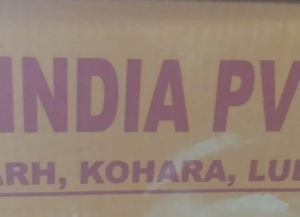 INDIA PV
ARH, KOHARA, LU